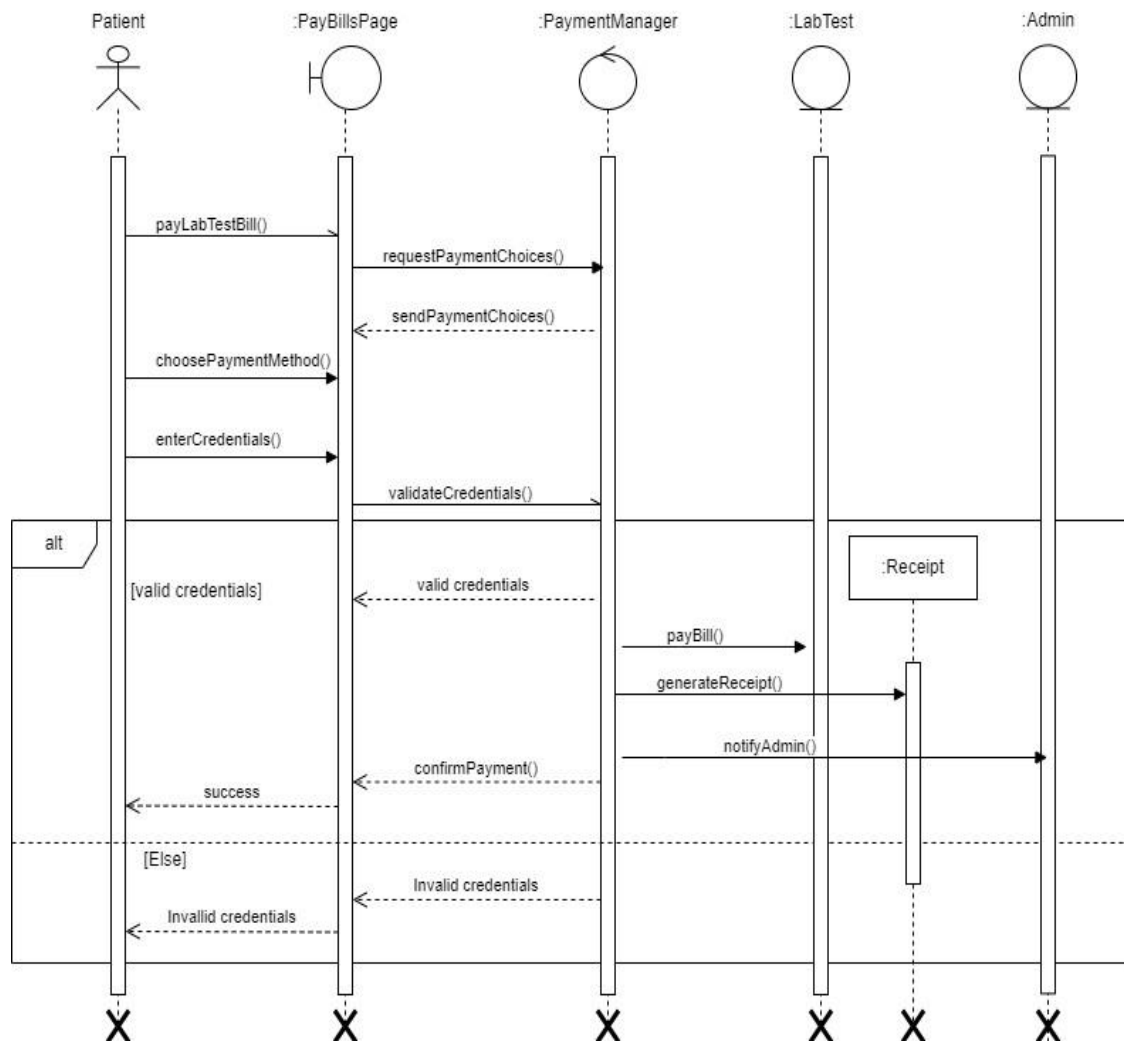 Patient
:PayBillsPage
:PaymentManager
:LabTest
:Admin
payLabTestBill()
requestPaymentChoices()
sendPaymentChoices()
choosePaymentMethod()
enterCredentials()
validateCredentials()
alt
:Receipt
[valid credentials]
valid credentials
payBill()
generateReceipt()
notifyAdmin()
confirmPayment()
success
[Else]
Invalid credentials
Invallid credentials